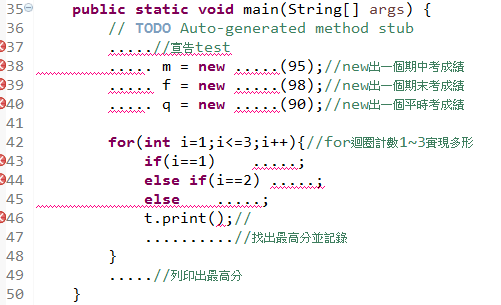 35 public static void main(String[] args) {
36 // TODO Auto-generated method stub
37 .....//宣告test
38 ..... m = new .....(95);//new出一個期中考成績
39 ..... f = new .....(98);//new出一個期末考成績
40 ..... q = new .....(90);//new出一個平時考成績
41
42 for(int i=1;i<=3;i++){//for迴圈計數1~3實現多形
43 if(i==1) .....;
44 else if(i==2) .....;
45 else .....;
46 t.print();//
47 ..........//找出最高分並記錄
48 }
49 .....//列印出最高分
50 }